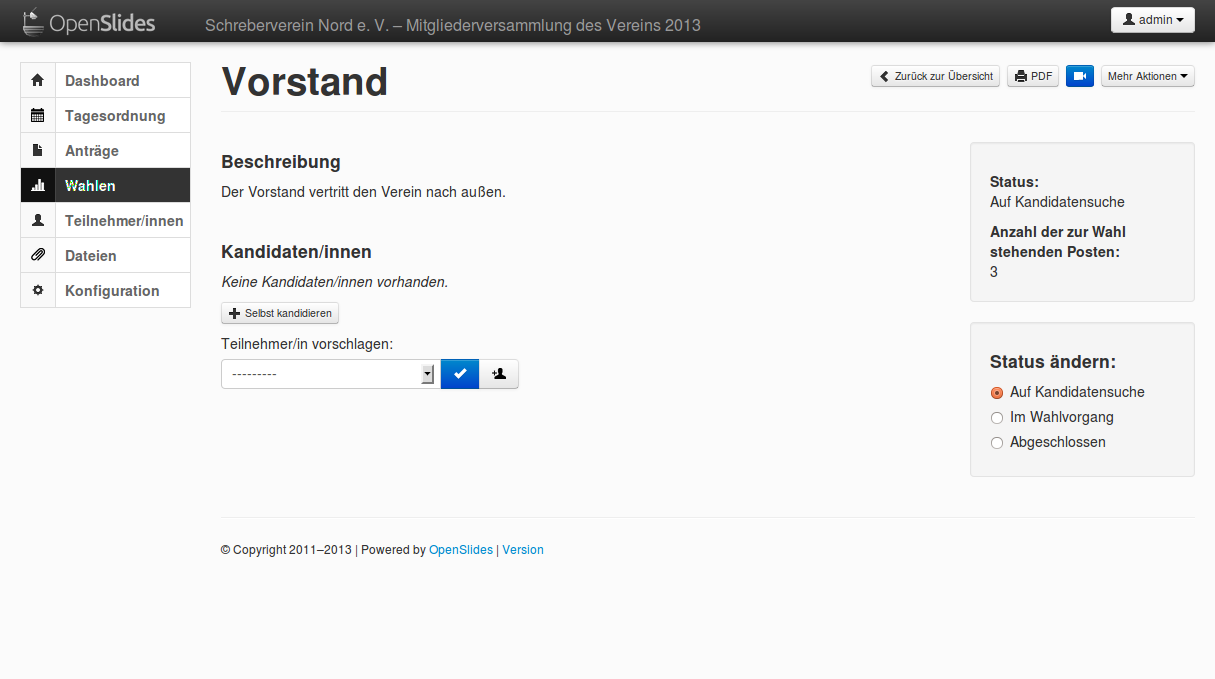 OpenSlides
Schreberverein Nord e. V. – Mitgliederversammlung des Vereins 2013
admin
Dashboard
Tagesordnung
Anträge
Wahlen
Teilnehmer/innen
Dateien
Konfiguration
Vorstand
Zurück zur Übersicht
PDF
Mehr Aktionen
Beschreibung
Der Vorstand vertritt den Verein nach außen.
Kandidaten/innen
Keine Kandidaten/innen vorhanden.
Selbst kandidieren
Teilnehmer/in vorschlagen:
---------
Status:
Auf Kandidatensuche
Anzahl der zur Wahl
stehenden Posten:
3
Status ändern:
Auf Kandidatensuche
Im Wahlvorgang
Abgeschlossen
© Copyright 2011–2013 | Powered by OpenSlides | Version